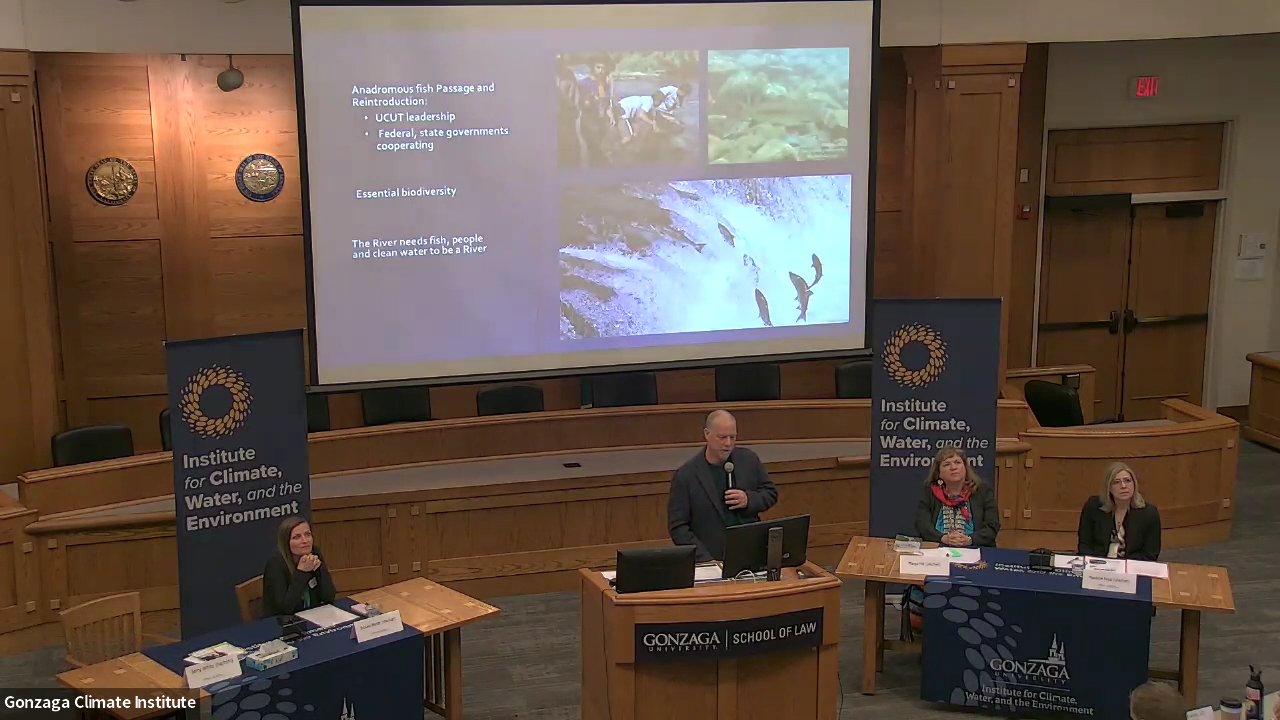 EXIT
Anadromous fish Passage and
Reintroduction:
• UCUT leadership
• Federal, state governments
cooperating
Essential biodiversity
The River needs fish, people
and clean water to be a River
Institute
for Climate,
Water, and the
Environment
Institute
for Climate,
Water, and the
Environment
GONZAGA
UNIVERSITY
SCHOOL OF LAW
GONZAGA
UNIVERSITY
Institute for Climate,
Water, and the Environment
Gonzaga Climate Institute